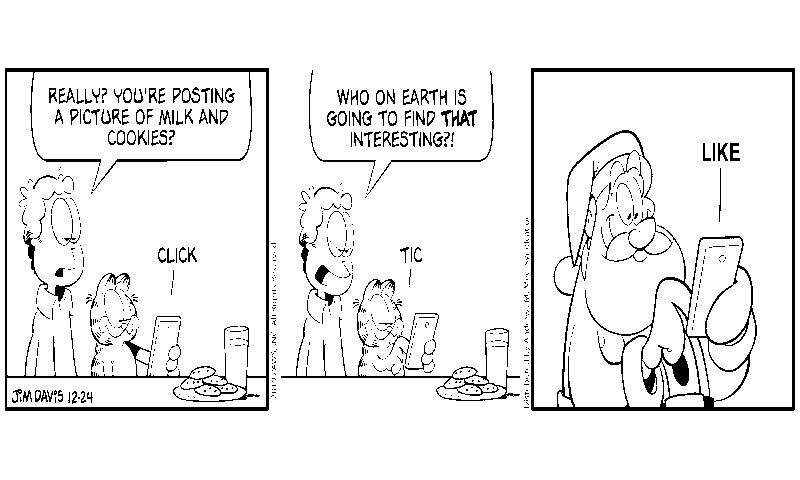 REALLY? YOU'RE POSTING
A PICTURE OF MILK AND
COOKIES?
CLICK
JIM DAVIS 12-24
WHO ON EARTH IS
GOING TO FIND THAT
INTERESTING?!
TIC
LIKE